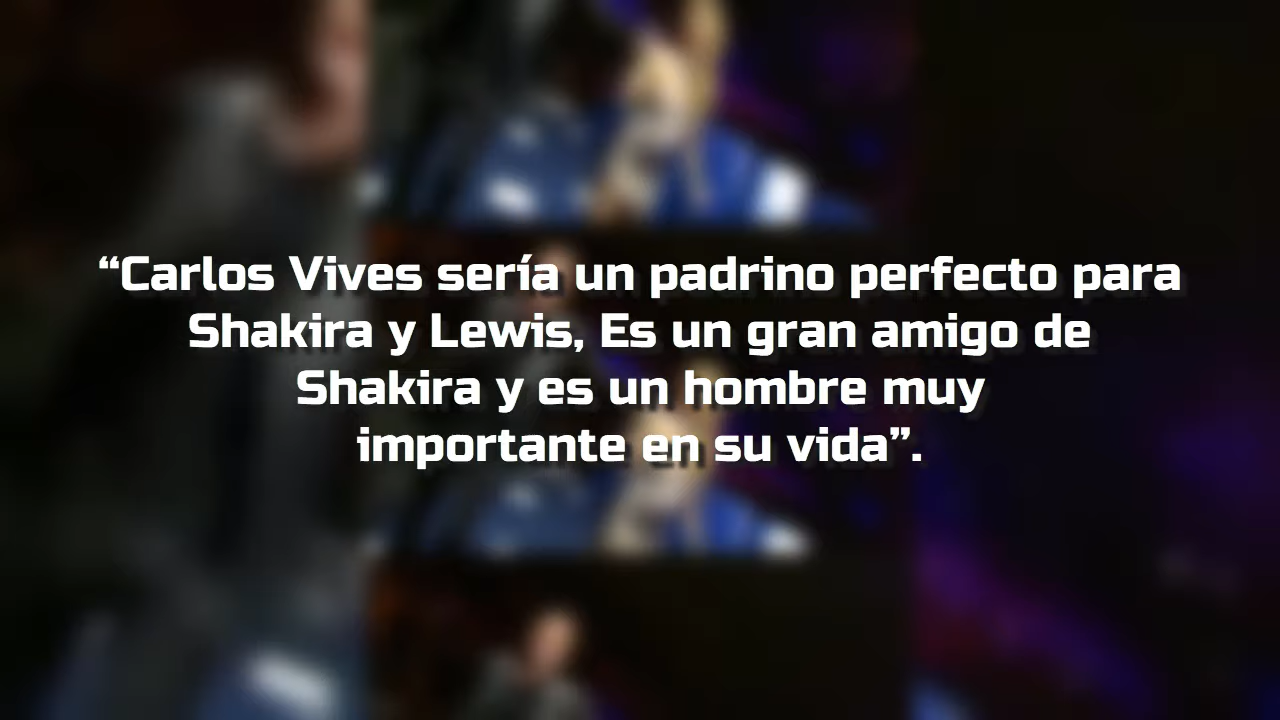 “Carlos Vives sería un padrino perfecto para
Shakira y Lewis, Es un gran amigo de
Shakira y es un hombre muy
importante en su vida”.